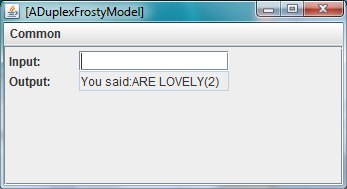 [ADuplexFrostyModel]
Common
Input:
Output: You said:ARE LOVELY(2)